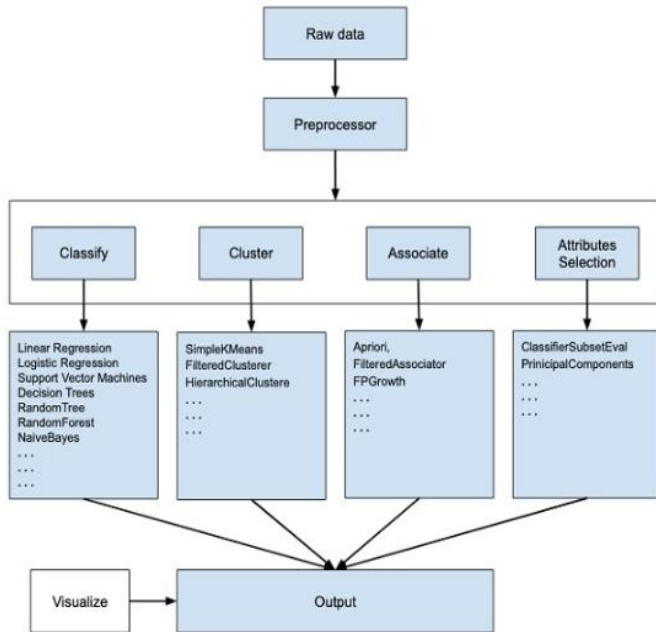 Raw data
Preprocessor
Classify
Cluster
Associate
Attributes
Selection
Linear Regression
Logistic Regression
Support Vector Machines
Decision Trees
RandomTree
RandomForest
NaiveBayes
. . .
. . .
. . .
SimpleKMeans
FilteredClusterer
HierarchicalClustere
. . .
. . .
. . .
Apriori,
FilteredAssociator
FPGrowth
. . .
. . .
. . .
ClassifierSubsetEval
PrinicipalComponents
. . .
. . .
. . .
Visualize
Output